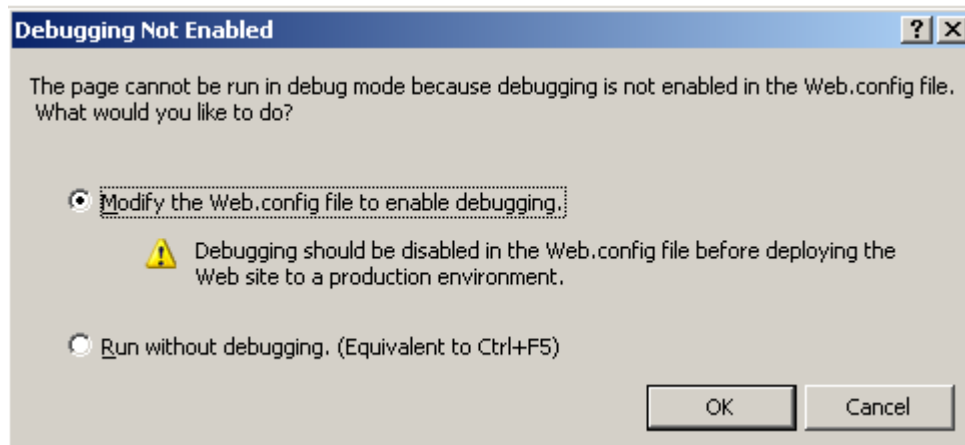 Debugging Not Enabled
The page cannot be run in debug mode because debugging is not enabled in the Web.config file.
What would you like to do?
Modify the Web.config file to enable debugging.
Debugging should be disabled in the Web.config file before deploying the
Web site to a production environment.
Run without debugging. (Equivalent to Ctrl+F5)
OK Cancel